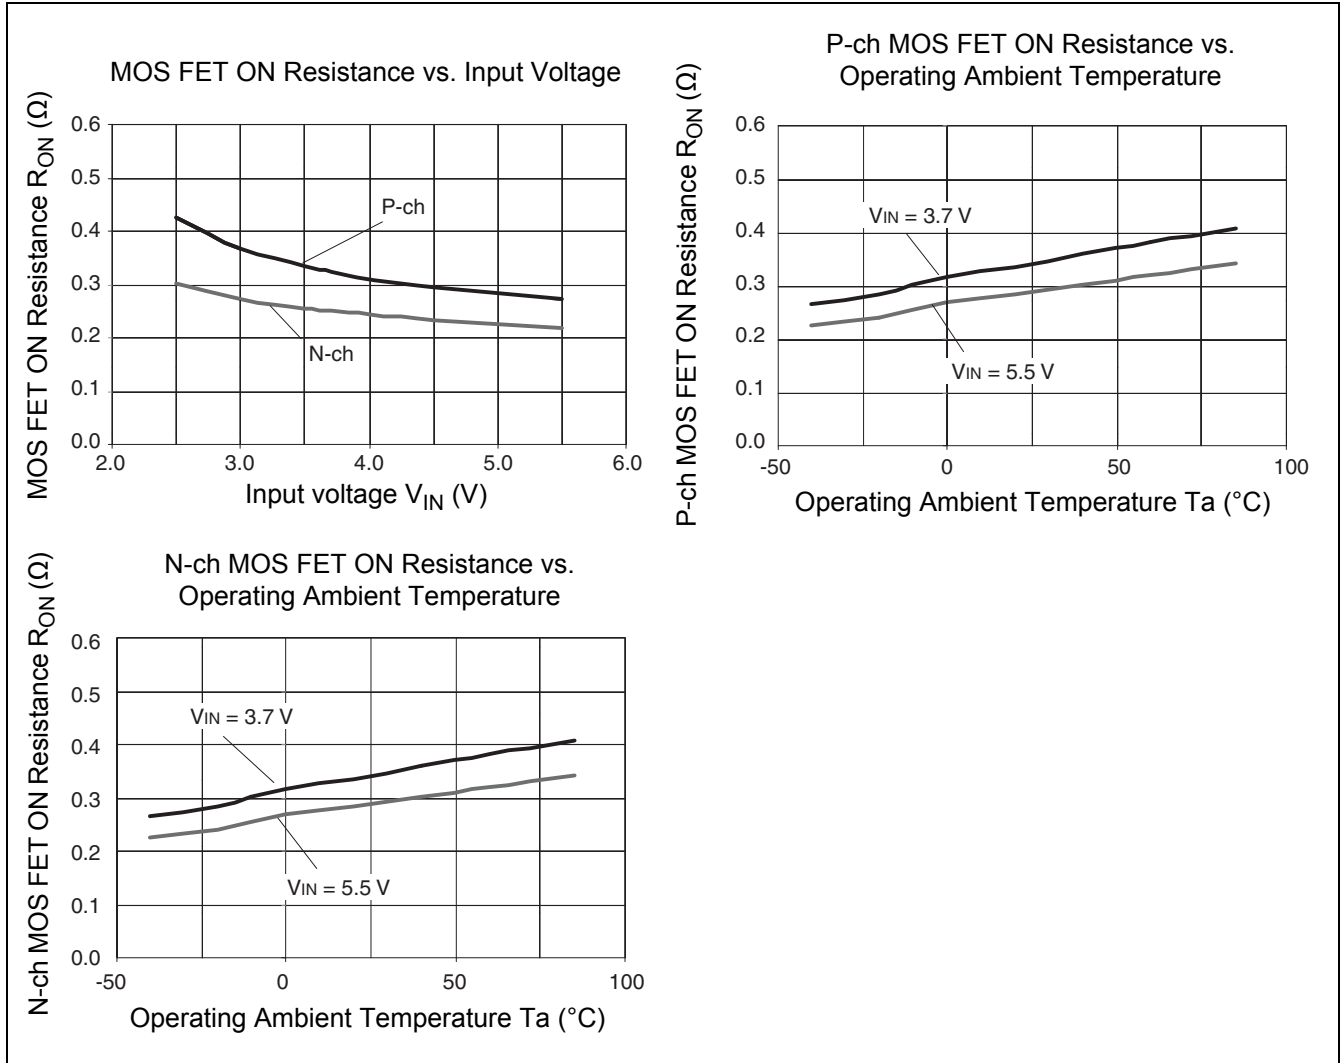 MOS FET ON Resistance vs. Input Voltage
MOS FET ON Resistance RON (Ω)
0.6
0.5
0.4
0.3
0.2
0.1
0.0
P-ch
N-ch
2.0 3.0 4.0 5.0 6.0
Input voltage VIN (V)
P-ch MOS FET ON Resistance vs.
Operating Ambient Temperature
P-ch MOS FET ON Resistance RON (Ω)
0.6
0.5
0.4
0.3
0.2
0.1
0.0
VIN = 3.7 V
VIN = 5.5 V
-50 0 50 100
Operating Ambient Temperature Ta (°C)
N-ch MOS FET ON Resistance vs.
Operating Ambient Temperature
N-ch MOS FET ON Resistance RON (Ω)
0.6
0.5
0.4
0.3
0.2
0.1
0.0
VIN = 3.7 V
VIN = 5.5 V
-50 0 50 100
Operating Ambient Temperature Ta (°C)